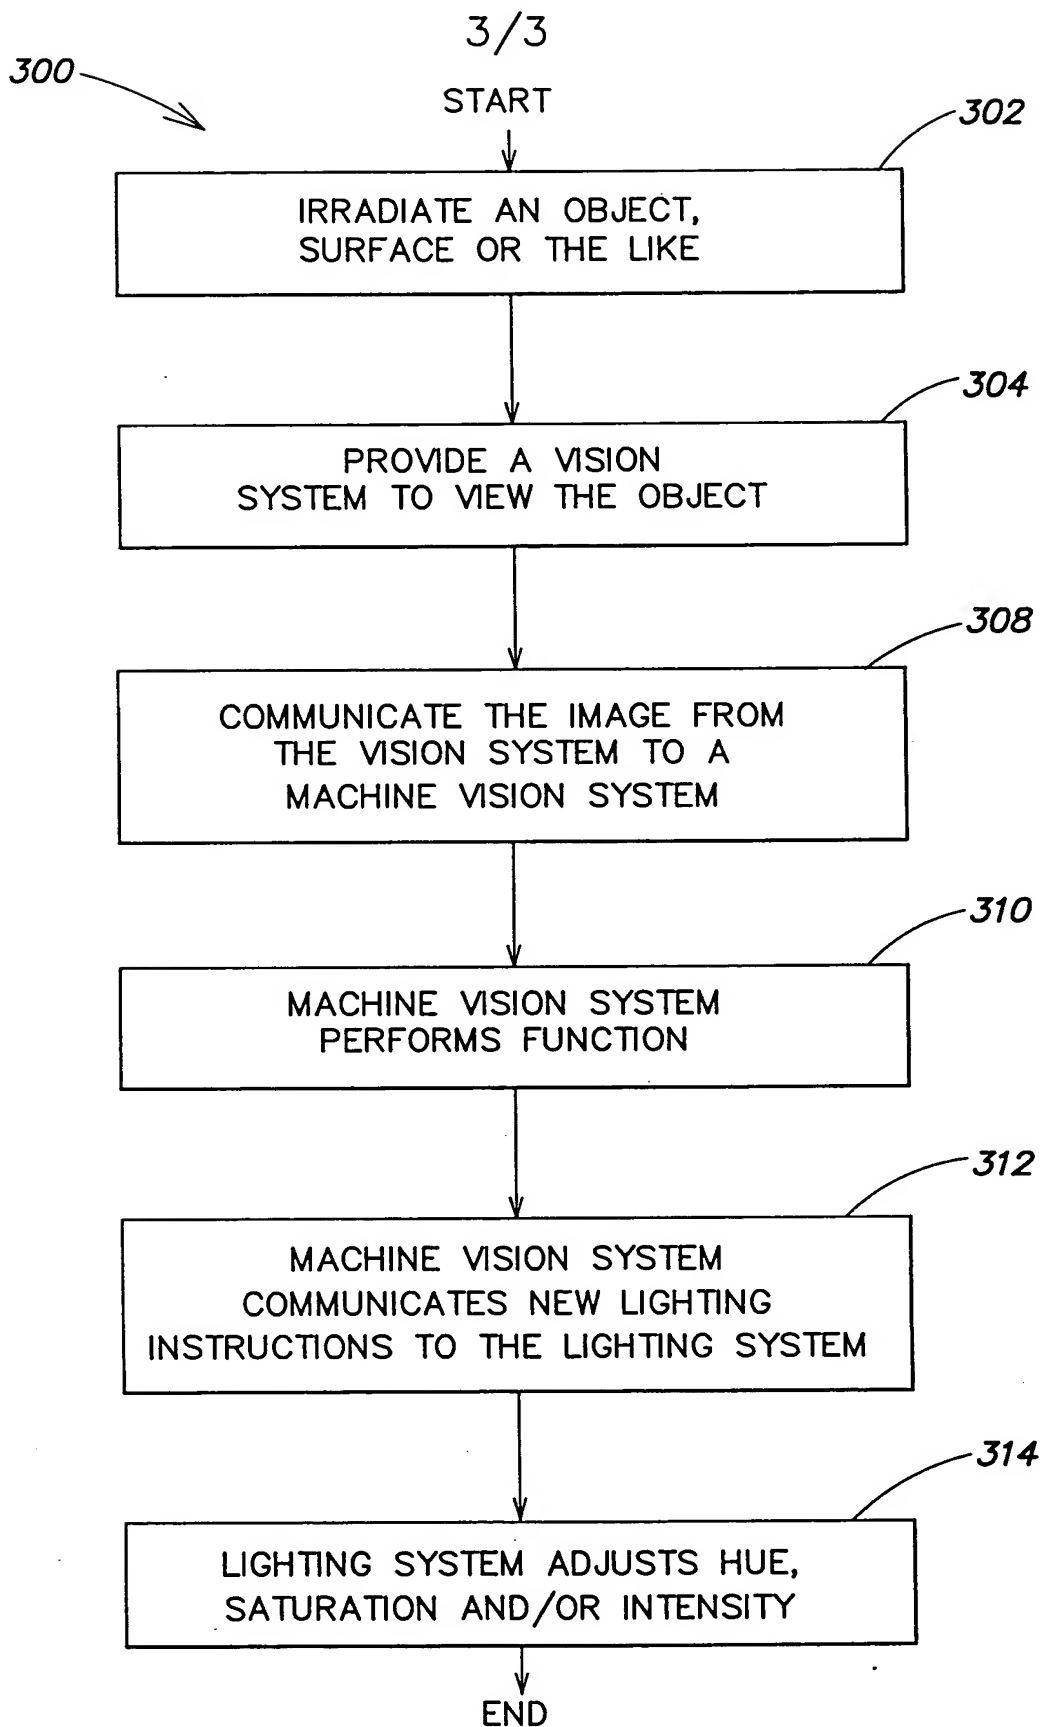 3/3
300
START
302
IRRADIATE AN OBJECT,
SURFACE OR THE LIKE
304
PROVIDE A VISION
SYSTEM TO VIEW THE OBJECT
308
COMMUNICATE THE IMAGE FROM
THE VISION SYSTEM TO A
MACHINE VISION SYSTEM
310
MACHINE VISION SYSTEM
PERFORMS FUNCTION
312
MACHINE VISION SYSTEM
COMMUNICATES NEW LIGHTING
INSTRUCTIONS TO THE LIGHTING SYSTEM
314
LIGHTING SYSTEM ADJUSTS HUE,
SATURATION AND/OR INTENSITY
END